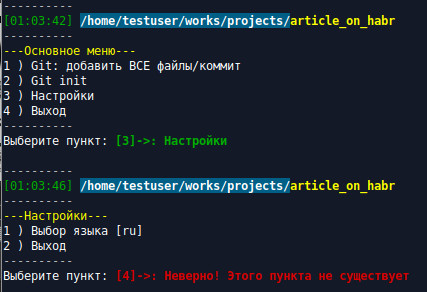 ----------
[01:03:42] /home/testuser/works/projects/article_on_habr
----------
---Основное меню---
1 ) Git: добавить ВСЕ файлы/коммит
2 ) Git init
3 ) Настройки
4 ) Выход
----------
Выберите пункт: [3]->: Настройки
----------
[01:03:46] /home/testuser/works/projects/article_on_habr
----------
---Настройки---
1 ) Выбор языка [ru]
2 ) Выход
----------
Выберите пункт: [4]->: Неверно! Этого пункта не существует